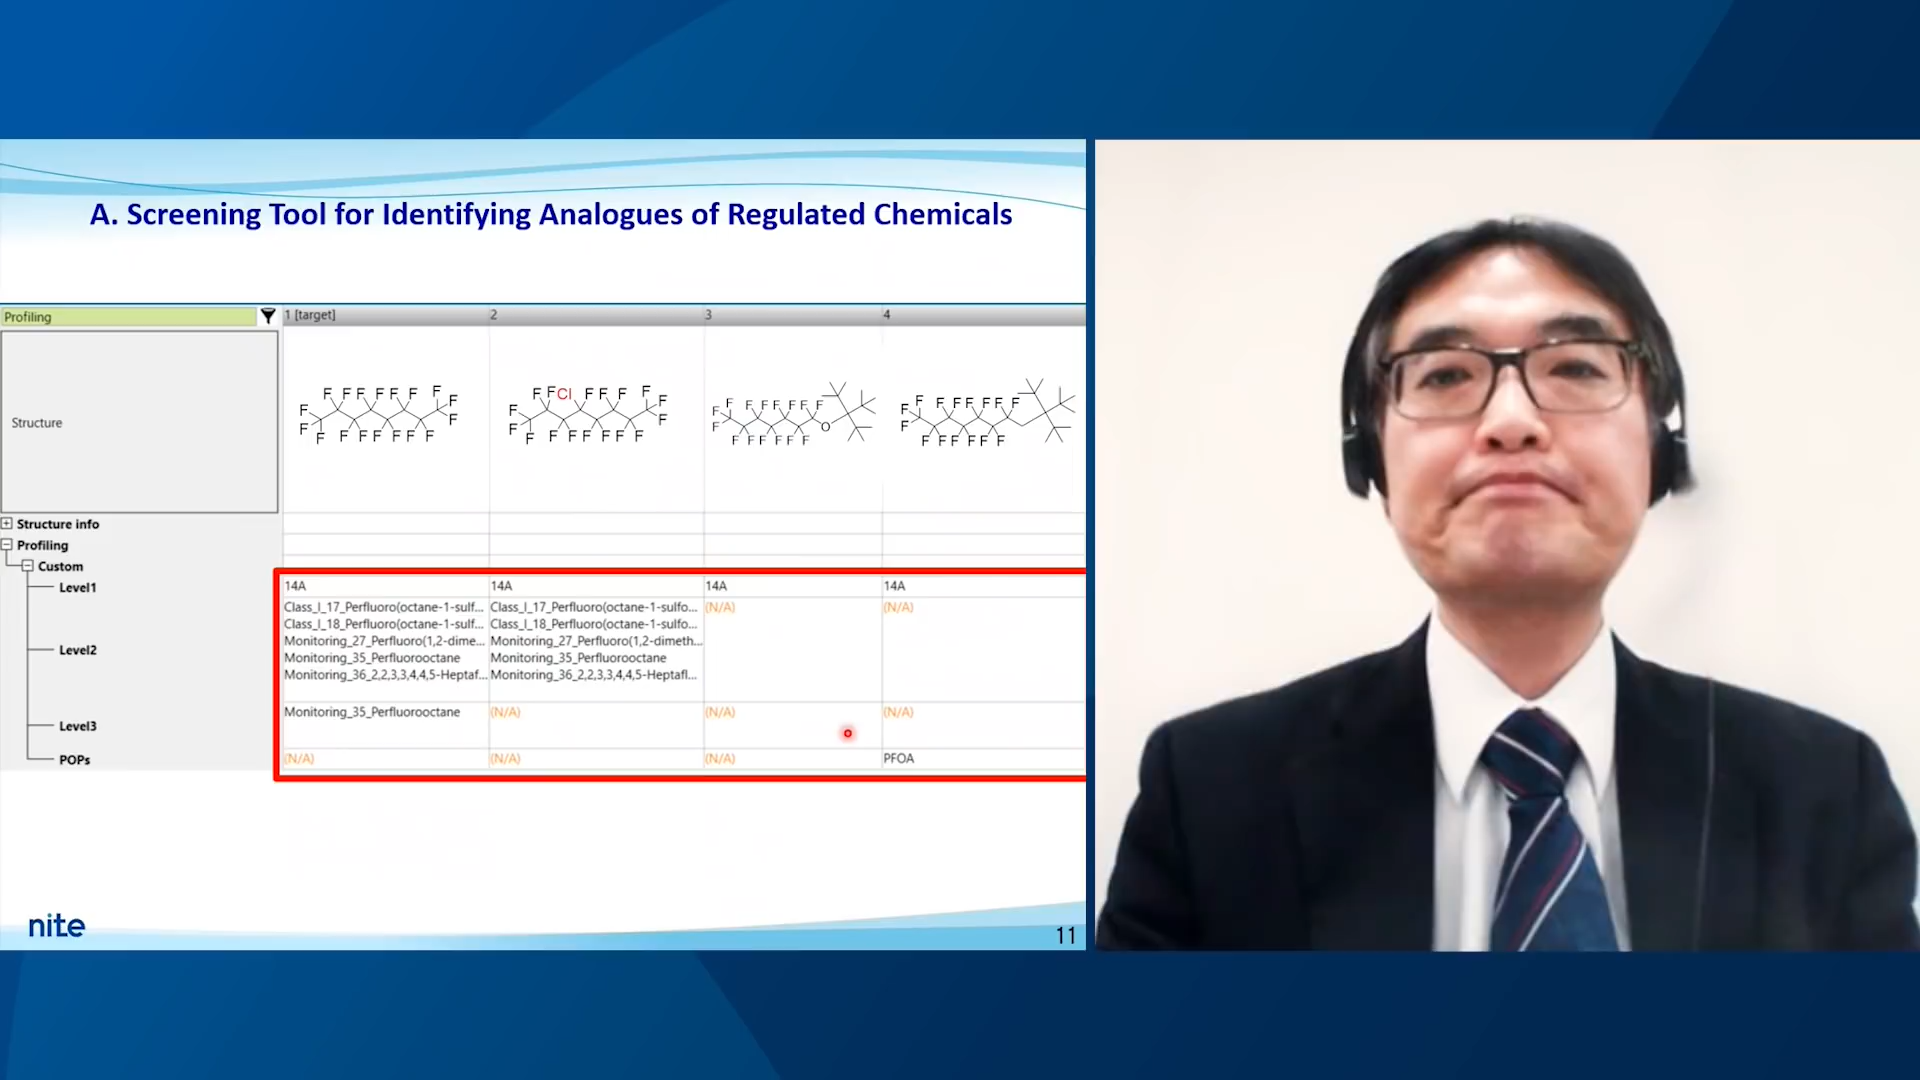 A. Screening Tool for Identifying Analogues of Regulated Chemicals
Profiling 1 [target] 2 3 4
Structure
F F F F F F F F F F F F F F F F F F
F F Cl F F F F F F F F F F F F F F F
F F F F F F F F F F F F F F F O
F F F F F F F F F F F F F F F
Structure info
Profiling
Custom
Level1 14A 14A 14A 14A
Class_I_17_Perfluoro(octane-1-sulf... Class_I_17_Perfluoro(octane-1-sulfo... (N/A) (N/A)
Class_I_18_Perfluoro(octane-1-sulf... Class_I_18_Perfluoro(octane-1-sulfo...
Monitoring_27_Perfluoro(1,2-dime... Monitoring_27_Perfluoro(1,2-dimeth...
Level2 Monitoring_35_Perfluorooctane Monitoring_35_Perfluorooctane
Monitoring_36_2,2,3,3,4,4,5-Heptaf... Monitoring_36_2,2,3,3,4,4,5-Heptafl...
Level3 Monitoring_35_Perfluorooctane (N/A) (N/A) (N/A)
POPs (N/A) (N/A) (N/A) PFOA
nite
11